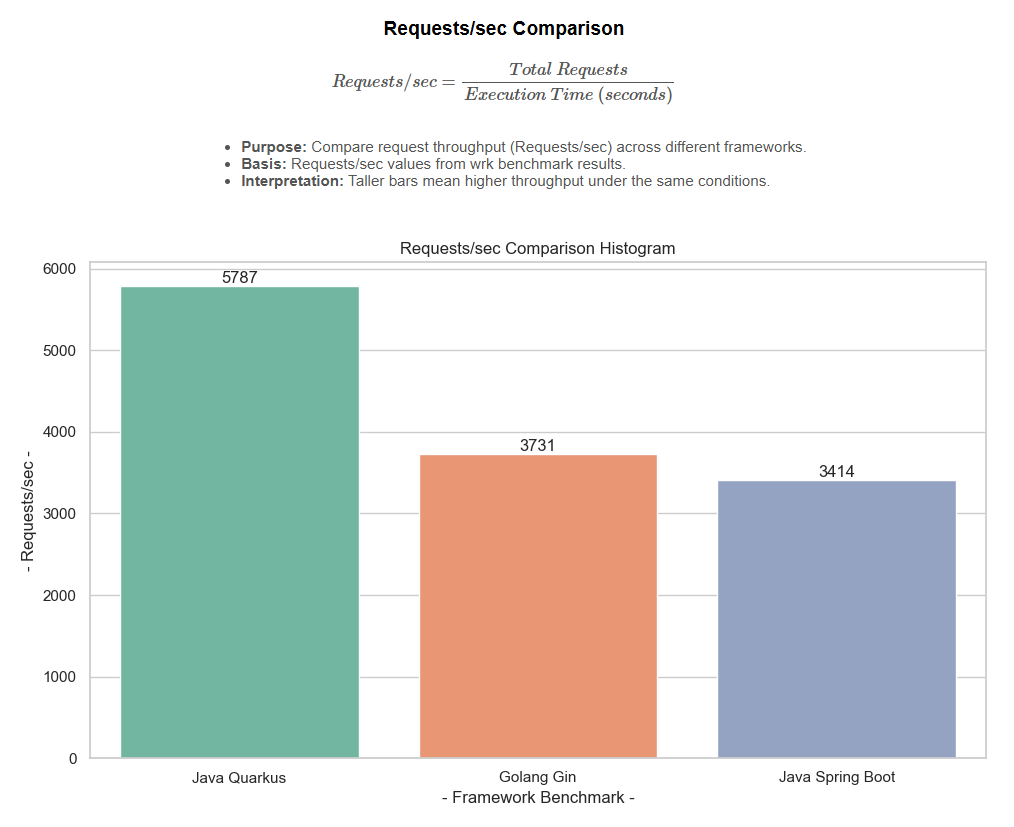 Requests/sec Comparison
Requests/sec = Total Requests / Execution Time (seconds)
• Purpose: Compare request throughput (Requests/sec) across different frameworks.
• Basis: Requests/sec values from wrk benchmark results.
• Interpretation: Taller bars mean higher throughput under the same conditions.
Requests/sec Comparison Histogram
- Requests/sec -
6000
5000
4000
3000
2000
1000
0
5787
3731
3414
Java Quarkus
Golang Gin
Java Spring Boot
- Framework Benchmark -